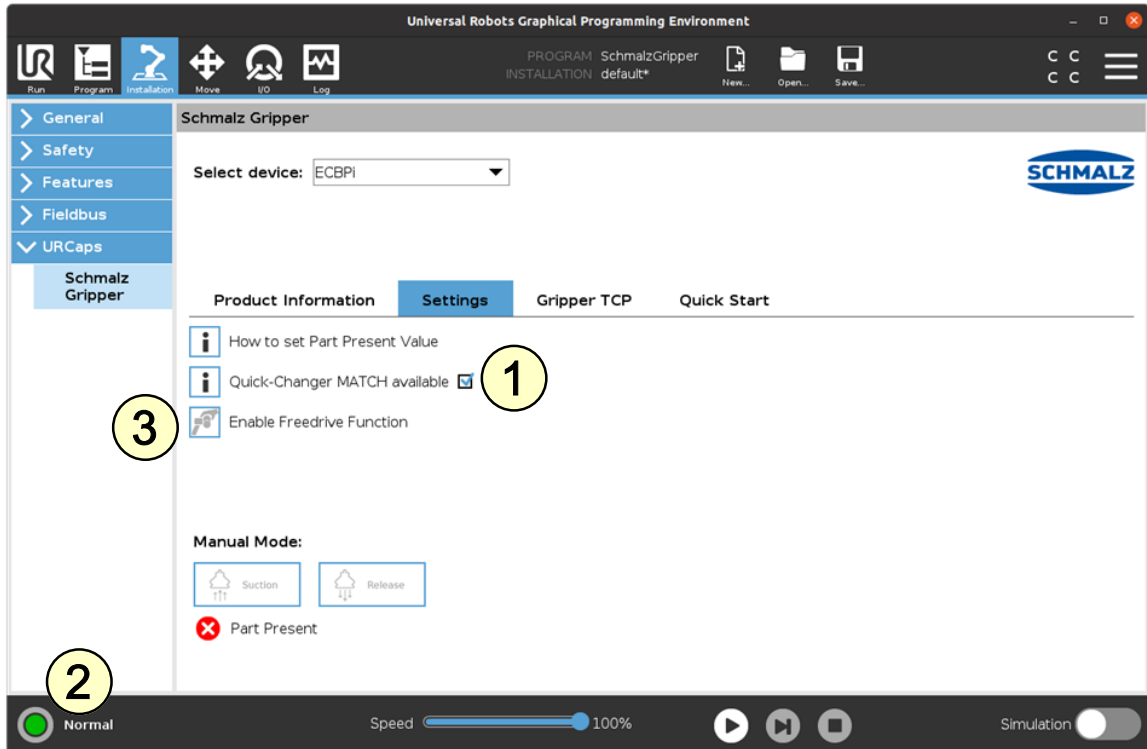 Universal Robots Graphical Programming Environment
PROGRAM SchmalzGripper
INSTALLATION default*
Run Program Installation Move I/O Log New... Open... Save...
C C
C C
General
Safety
Features
Fieldbus
URCaps
Schmalz
Gripper
Schmalz Gripper
Select device: ECBPi
SCHMALZ
Product Information Settings Gripper TCP Quick Start
i How to set Part Present Value
i Quick-Changer MATCH available 1
3 Enable Freedrive Function
Manual Mode:
Suction Release
Part Present
2
Normal Speed 100% Simulation